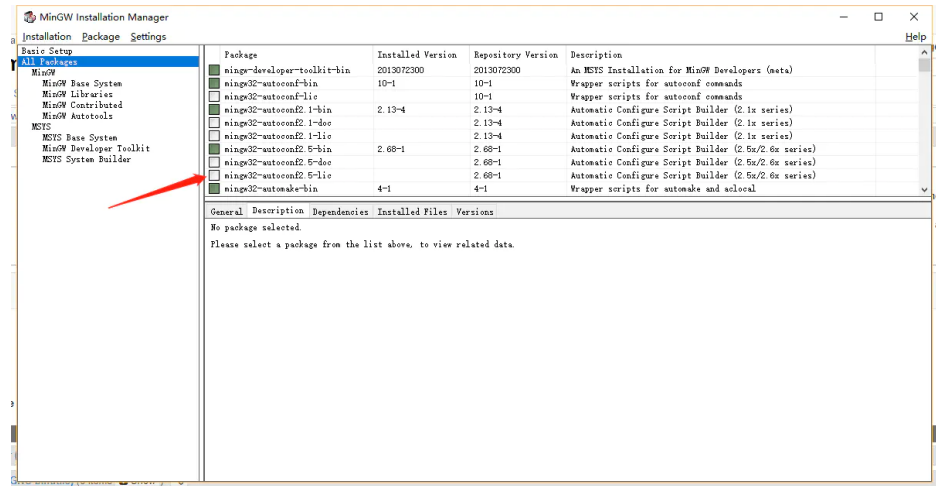 MinGW Installation Manager
Installation Package Settings Help
Basic Setup
All Packages
MinGW
MinGW Base System
MinGW Libraries
MinGW Contributed
MinGW Autotools
MSYS
MSYS Base System
MinGW Developer Toolkit
MSYS System Builder
Package Installed Version Repository Version Description
mingw-developer-toolkit-bin 2013072300 2013072300 An MSYS Installation for MinGW Developers (meta)
mingw32-autoconf-bin 10-1 10-1 Wrapper scripts for autoconf commands
mingw32-autoconf-lic 10-1 Wrapper scripts for autoconf commands
mingw32-autoconf2.1-bin 2.13-4 2.13-4 Automatic Configure Script Builder (2.1x series)
mingw32-autoconf2.1-doc 2.13-4 Automatic Configure Script Builder (2.1x series)
mingw32-autoconf2.1-lic 2.13-4 Automatic Configure Script Builder (2.1x series)
mingw32-autoconf2.5-bin 2.68-1 2.68-1 Automatic Configure Script Builder (2.5x/2.6x series)
mingw32-autoconf2.5-doc 2.68-1 Automatic Configure Script Builder (2.5x/2.6x series)
mingw32-autoconf2.5-lic 2.68-1 Automatic Configure Script Builder (2.5x/2.6x series)
mingw32-automake-bin 4-1 4-1 Wrapper scripts for automake and aclocal
General Description Dependencies Installed Files Versions
No package selected.
Please select a package from the list above, to view related data.